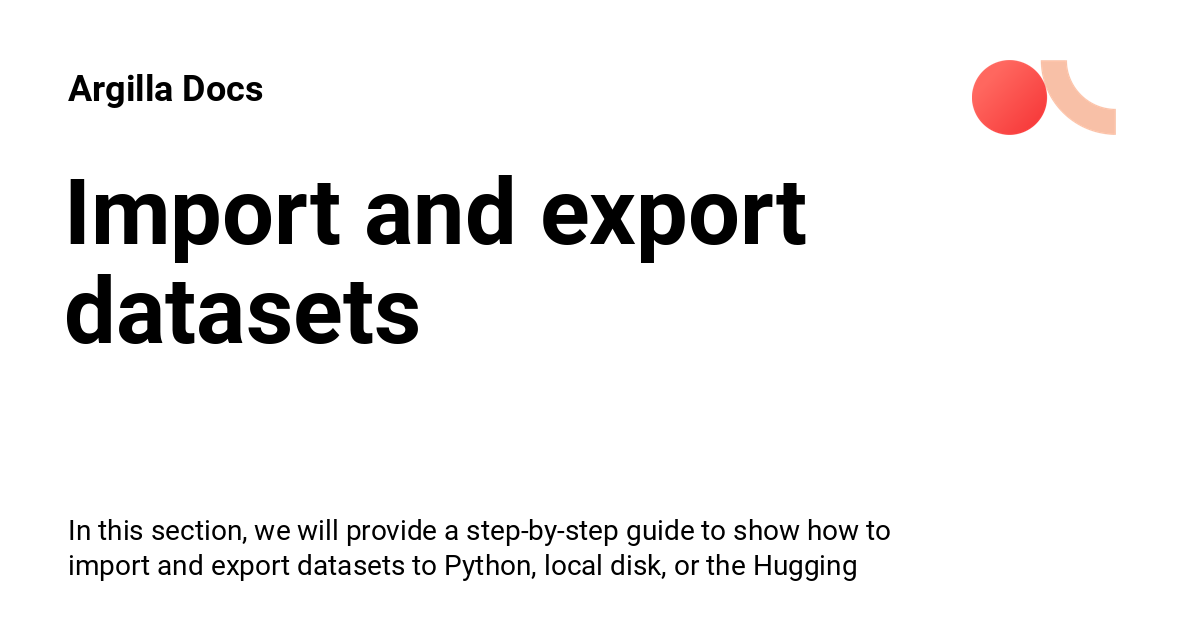 Argilla Docs
Import and export
datasets
In this section, we will provide a step-by-step guide to show how to
import and export datasets to Python, local disk, or the Hugging